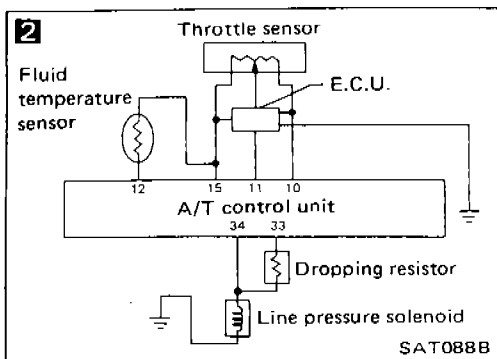 2
Throttle sensor
Fluid
temperature
sensor
E.C.U.
12 15 11 10
A/T control unit
34 33
Dropping resistor
Line pressure solenoid
SAT088B